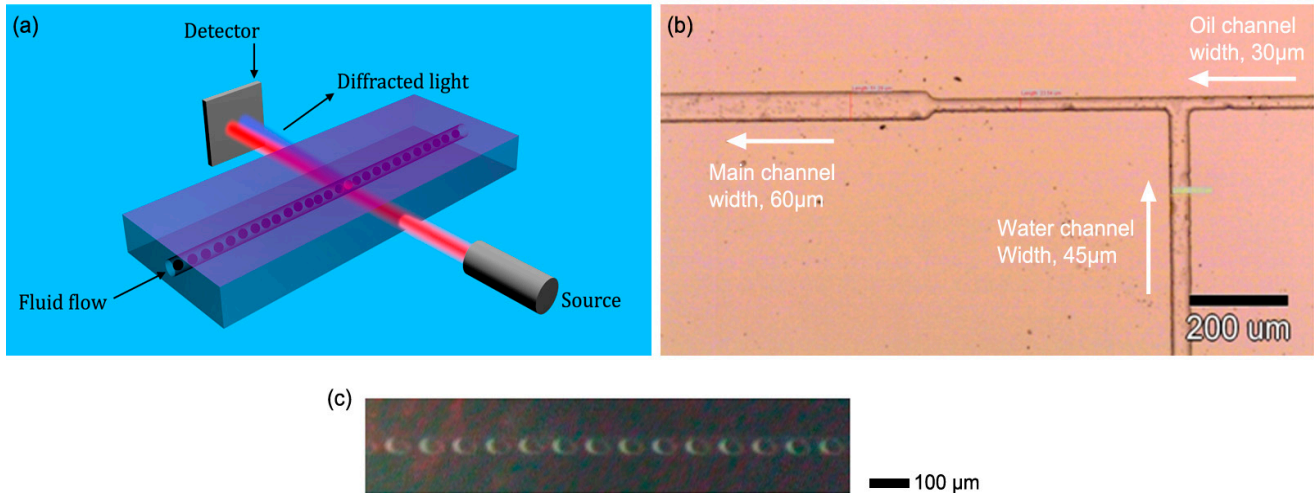 (a)
Detector
Diffracted light
Fluid flow
Source
(b)
Oil channel
width, 30µm
Main channel
width, 60µm
Water channel
Width, 45µm
200 um
(c)
100 µm